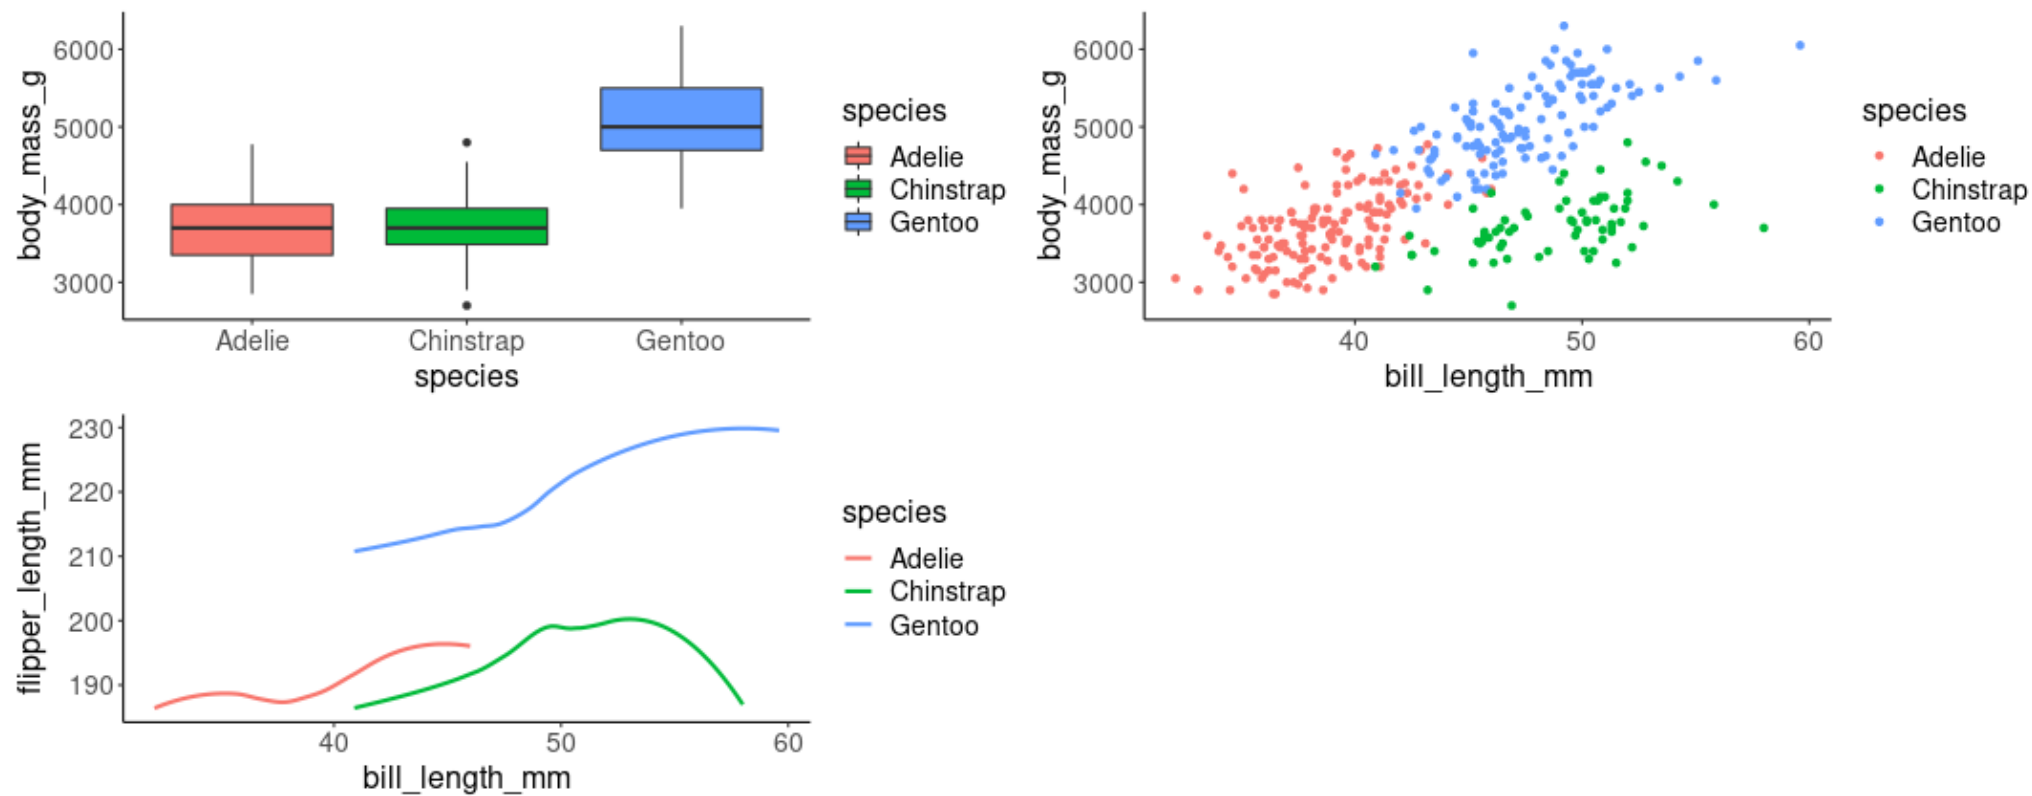 body_mass_g
6000
5000
4000
3000
Adelie Chinstrap Gentoo
species
species
Adelie
Chinstrap
Gentoo
body_mass_g
6000
5000
4000
3000
40 50 60
bill_length_mm
species
Adelie
Chinstrap
Gentoo
flipper_length_mm
230
220
210
200
190
40 50 60
bill_length_mm
species
Adelie
Chinstrap
Gentoo